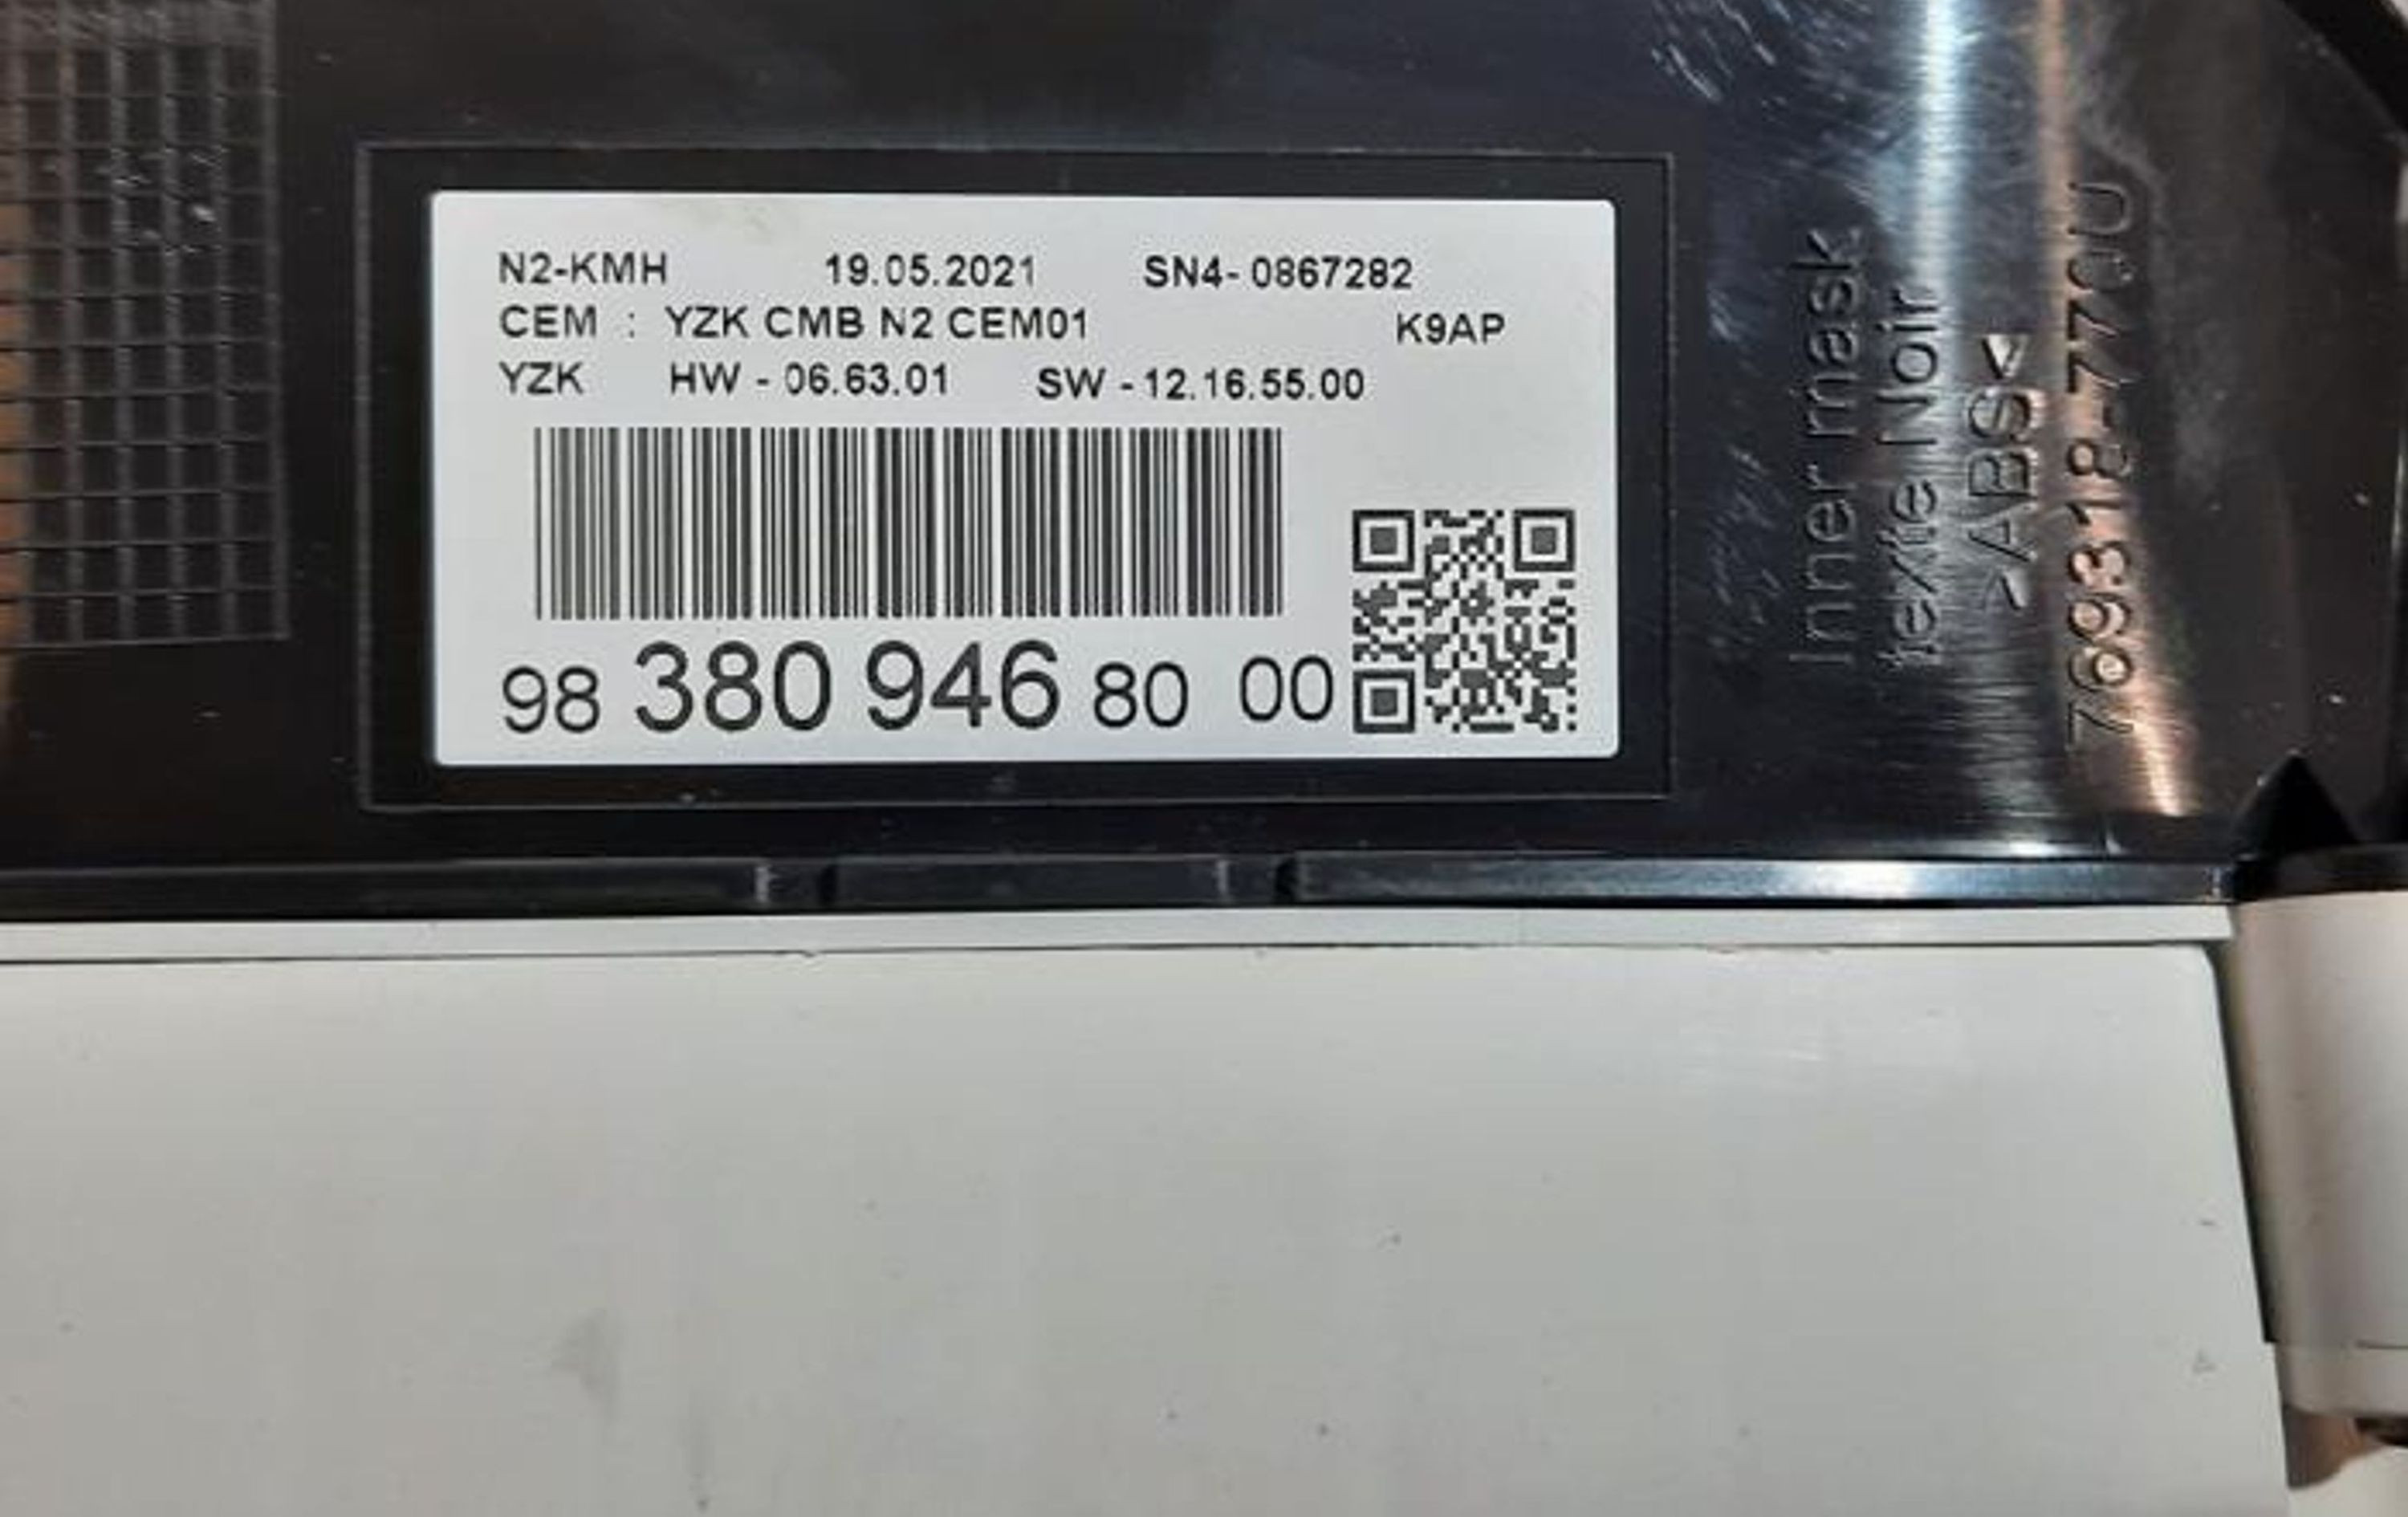 N2-KMH 19.05.2021 SN4-0867282
CEM : YZK CMB N2 CEM01 K9AP
YZK HW - 06.63.01 SW - 12.16.55.00
98 380 946 80 00
Inner mask
texte Noir
>ABS<
769318-770U